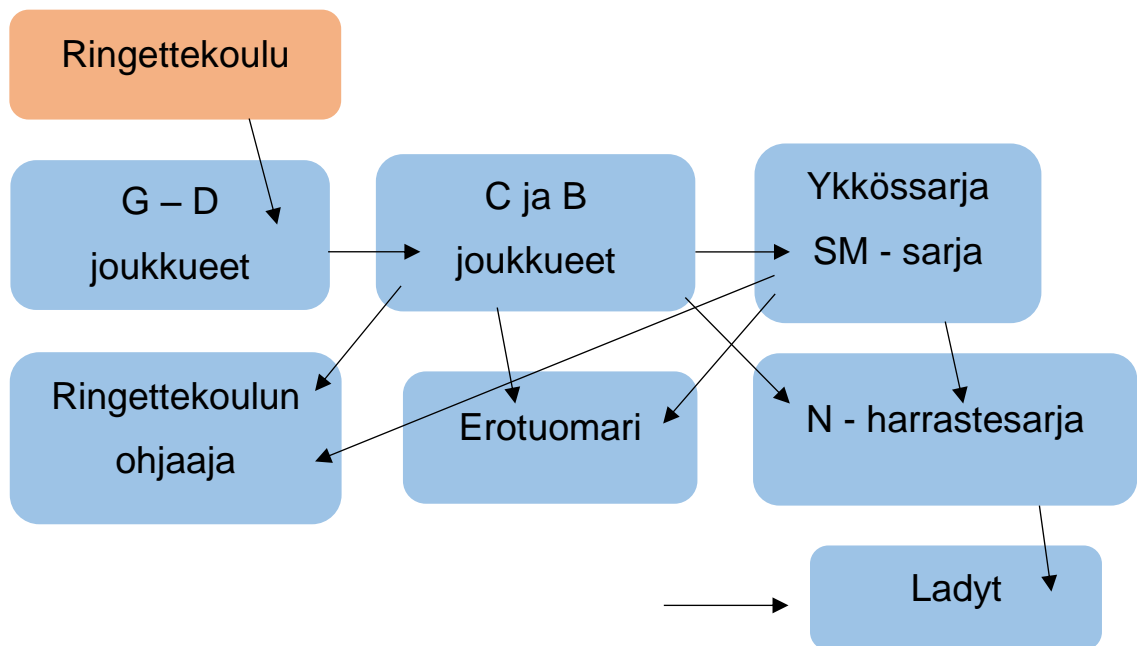 Ringettekoulu
G – D
joukkueet
C ja B
joukkueet
Ykkössarja
SM - sarja
Ringettekoulun
ohjaaja
Erotuomari
N - harrastesarja
Ladyt